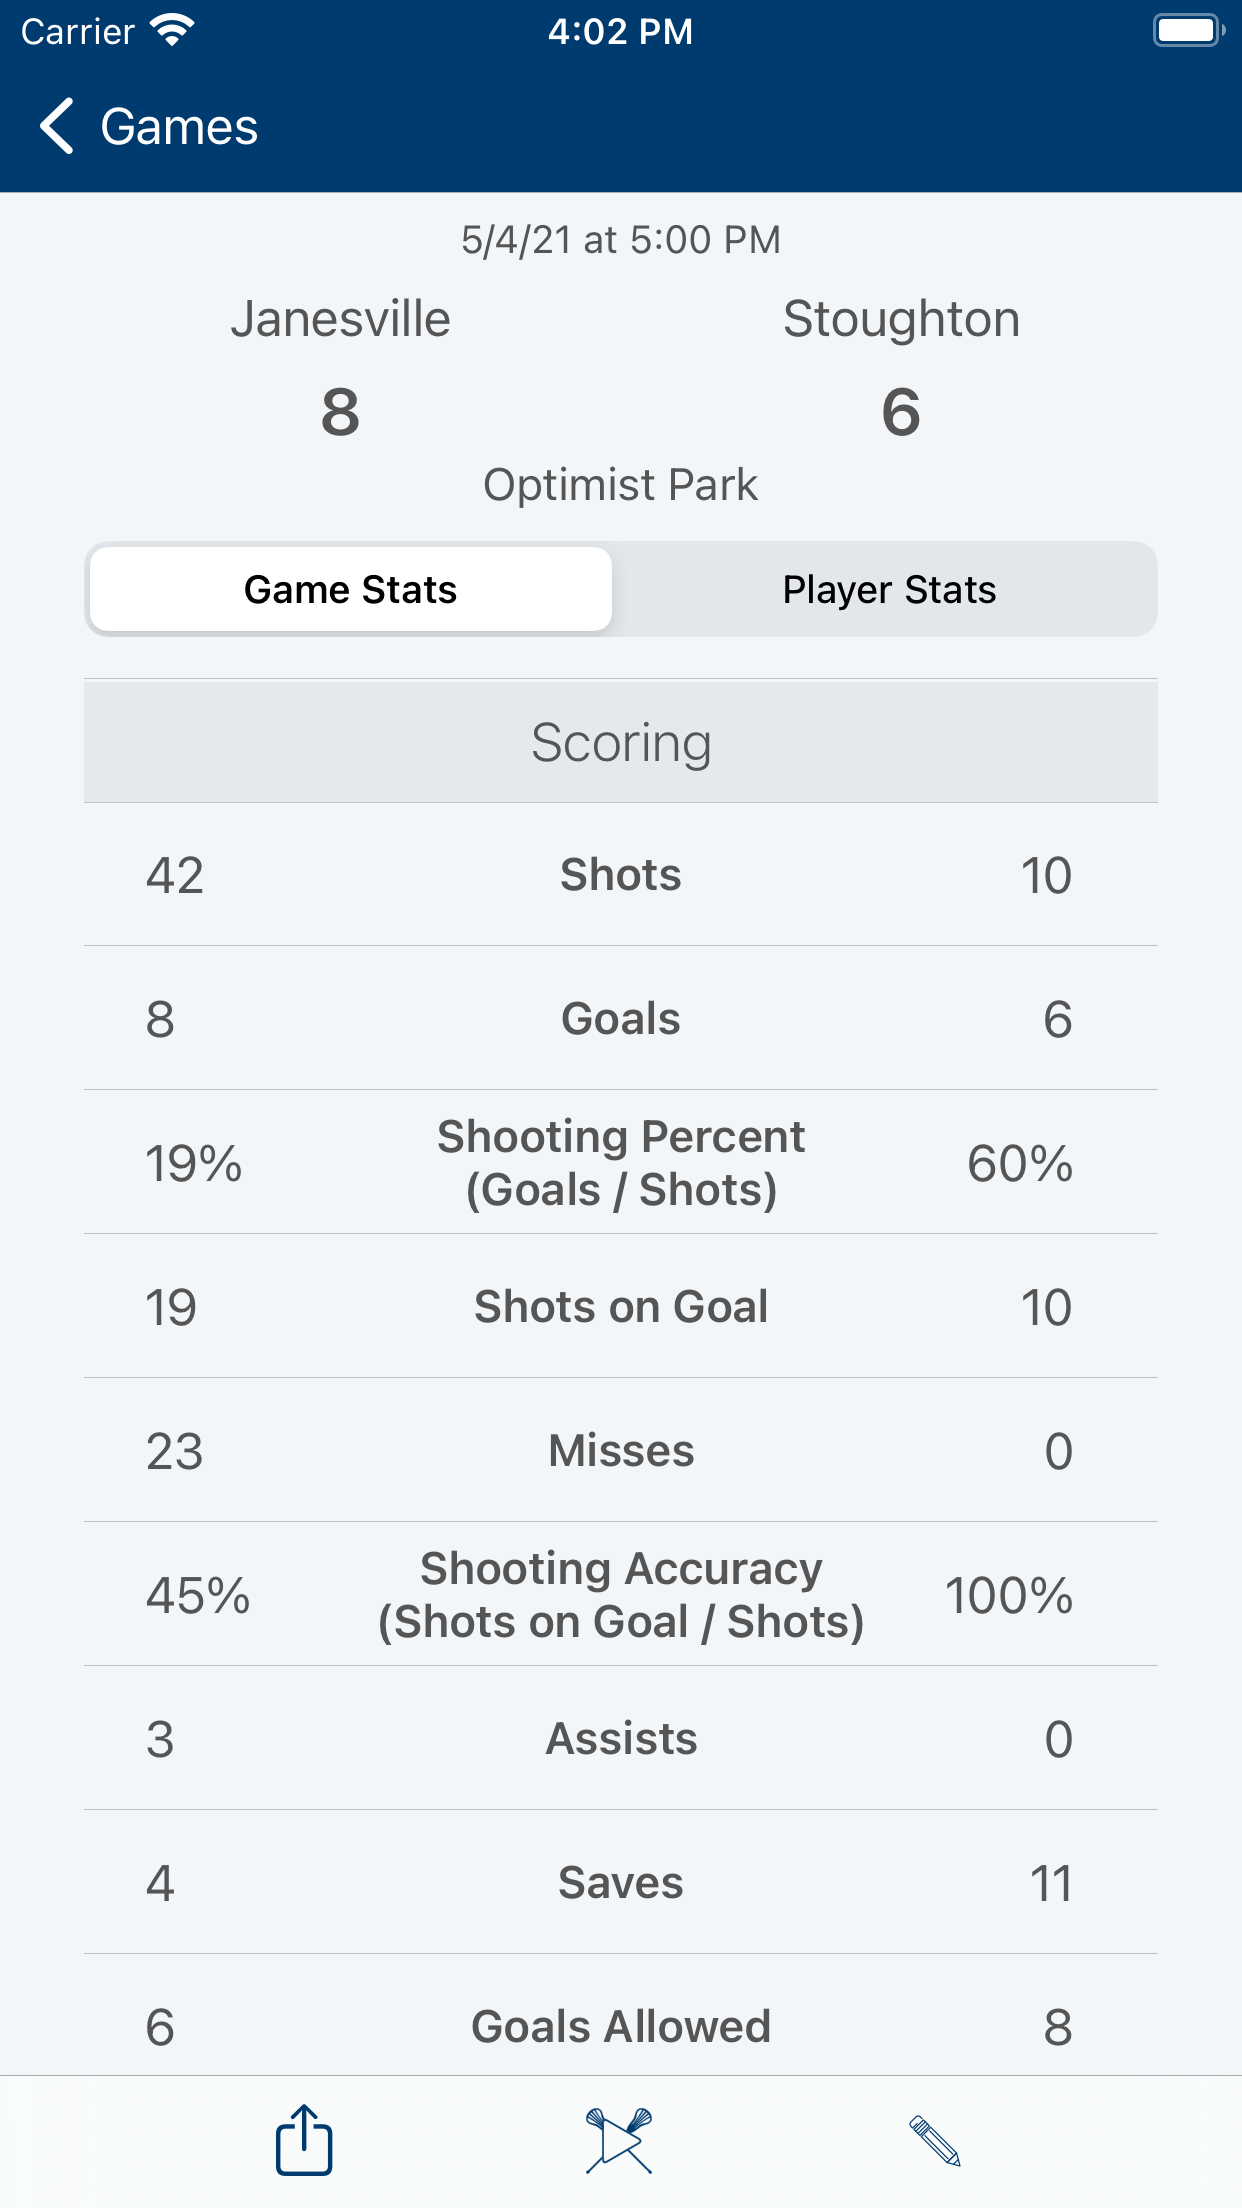 Carrier
4:02 PM
Games
5/4/21 at 5:00 PM
Janesville Stoughton
8 6
Optimist Park
Game Stats Player Stats
Scoring
42 Shots 10
8 Goals 6
19% Shooting Percent (Goals / Shots) 60%
19 Shots on Goal 10
23 Misses 0
45% Shooting Accuracy (Shots on Goal / Shots) 100%
3 Assists 0
4 Saves 11
6 Goals Allowed 8